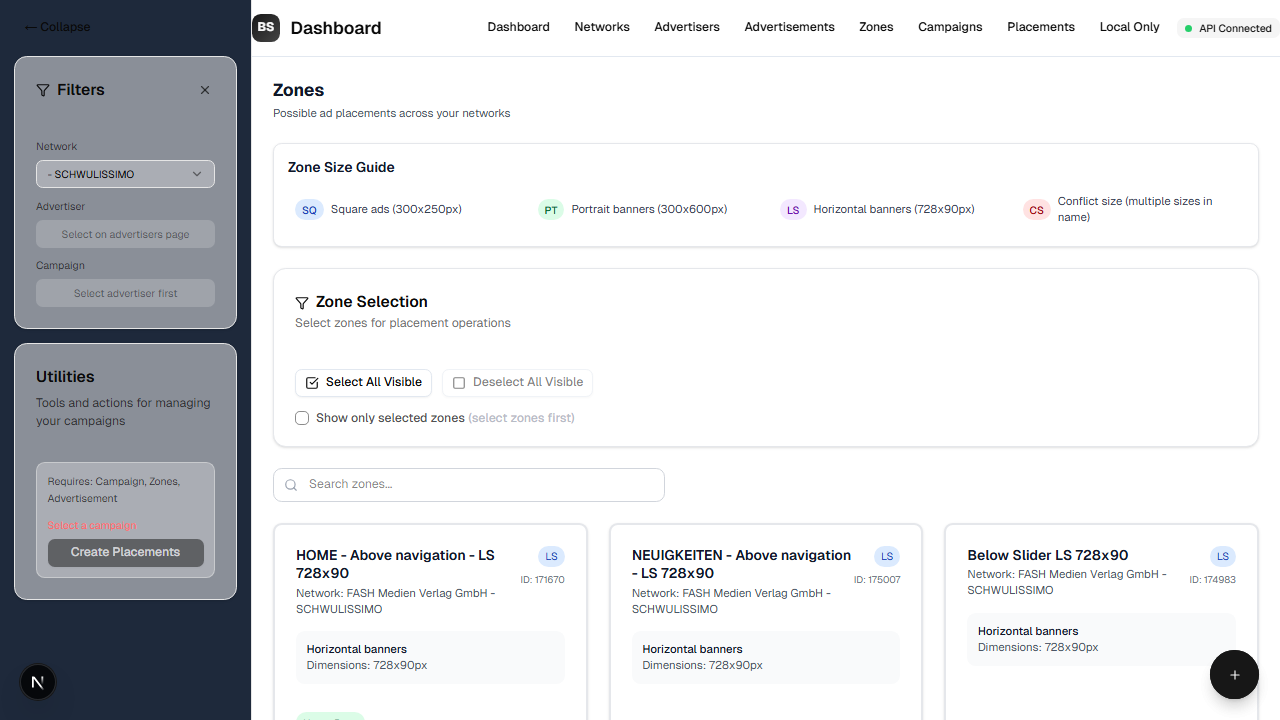 ← Collapse
BS Dashboard
Dashboard Networks Advertisers Advertisements Zones Campaigns Placements Local Only API Connected
Filters
Network
- SCHWULISSIMO
Advertiser
Select on advertisers page
Campaign
Select advertiser first
Utilities
Tools and actions for managing
your campaigns
Requires: Campaign, Zones,
Advertisement
Select a campaign
Create Placements
N
Zones
Possible ad placements across your networks
Zone Size Guide
SQ Square ads (300x250px)
PT Portrait banners (300x600px)
LS Horizontal banners (728x90px)
CS Conflict size (multiple sizes in
name)
Zone Selection
Select zones for placement operations
Select All Visible Deselect All Visible
Show only selected zones (select zones first)
Search zones...
HOME - Above navigation - LS
728x90
LS
ID: 171670
Network: FASH Medien Verlag GmbH -
SCHWULISSIMO
Horizontal banners
Dimensions: 728x90px
NEUIGKEITEN - Above navigation
- LS 728x90
LS
ID: 175007
Network: FASH Medien Verlag GmbH -
SCHWULISSIMO
Horizontal banners
Dimensions: 728x90px
Below Slider LS 728x90
LS
ID: 174983
Network: FASH Medien Verlag GmbH -
SCHWULISSIMO
Horizontal banners
Dimensions: 728x90px
+